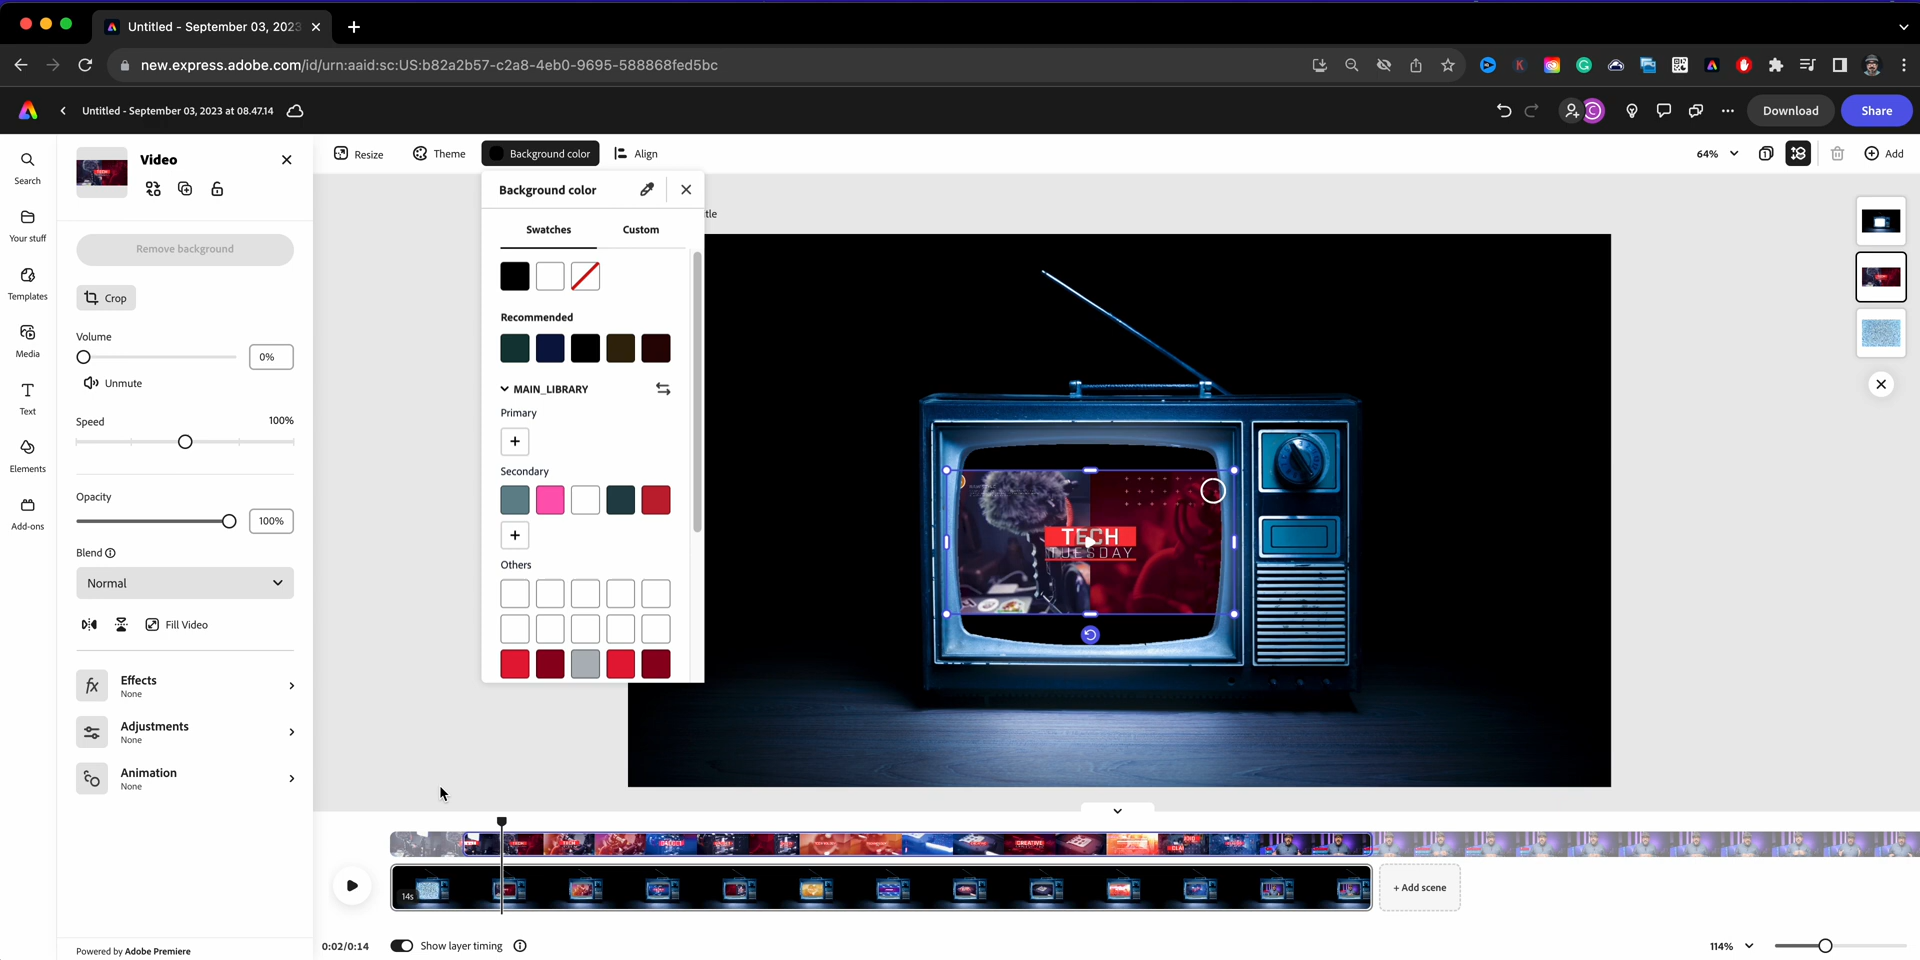 Untitled - September 03, 2023
new.express.adobe.com/id/urn:aaid:sc:US:b82a2b57-c2a8-4eb0-9695-588868fed5bc
Untitled - September 03, 2023 at 08.47.14
Download
Share
Search
Your stuff
Templates
Media
Text
Elements
Add-ons
Video
Remove background
Crop
Volume
0%
Unmute
Speed
100%
Opacity
100%
Blend
Normal
Fill Video
Effects
None
Adjustments
None
Animation
None
Powered by Adobe Premiere
Resize
Theme
Background color
Align
64%
Add
Background color
Swatches
Custom
Recommended
MAIN_LIBRARY
Primary
Secondary
Others
tle
TECH
TUESDAY
14s
+ Add scene
0:02/0:14
Show layer timing
114%